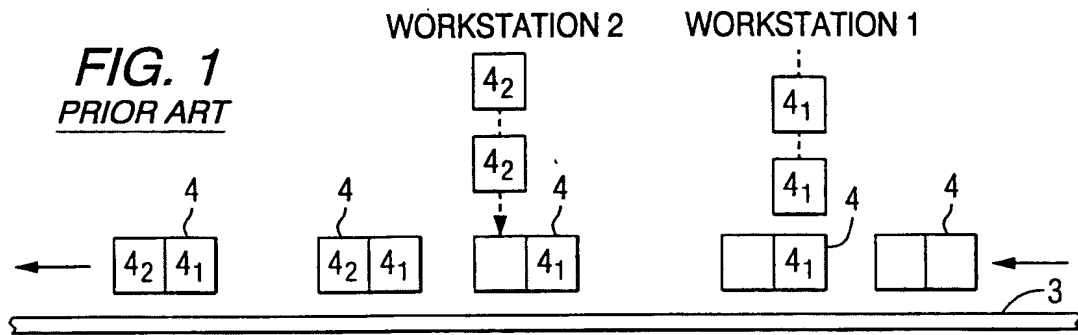 WORKSTATION 2 WORKSTATION 1
FIG. 1
PRIOR ART
4₂ 4₁
4₂ 4₁
4 4 4 4 4
4₂ 4₁ 4₂ 4₁ 4₁ 4₁
3